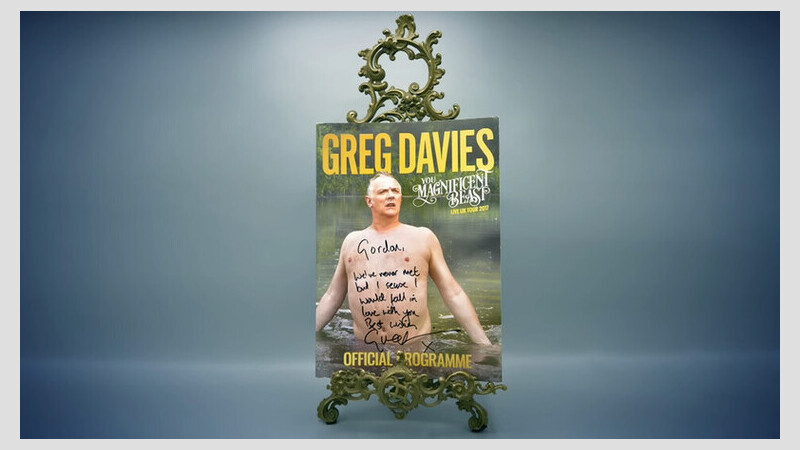 GREG DAVIES
YOU
MAGNIFICENT
BEAST
LIVE UK TOUR 2017
Gordon,
We've never met
but I sense I
would fall in
love with you
Best wishes
Greg
x
OFFICIAL PROGRAMME